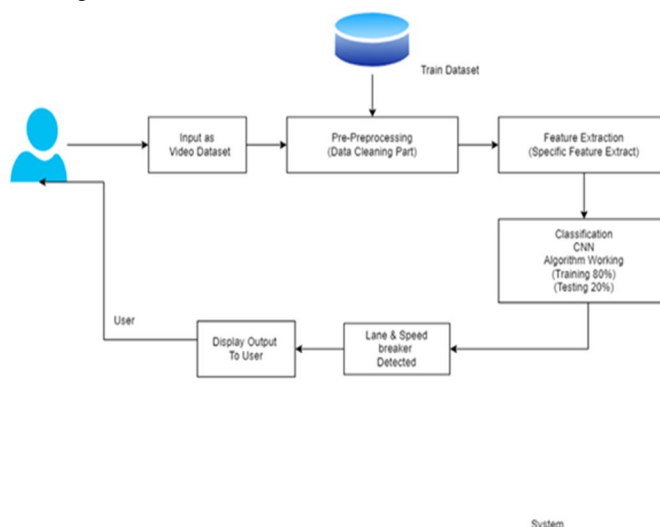 Train Dataset
Input as
Video Dataset
Pre-Preprocessing
(Data Cleaning Part)
Feature Extraction
(Specific Feature Extract)
Classification
CNN
Algorithm Working
(Training 80%)
(Testing 20%)
User
Display Output
To User
Lane & Speed
breaker
Detected
System